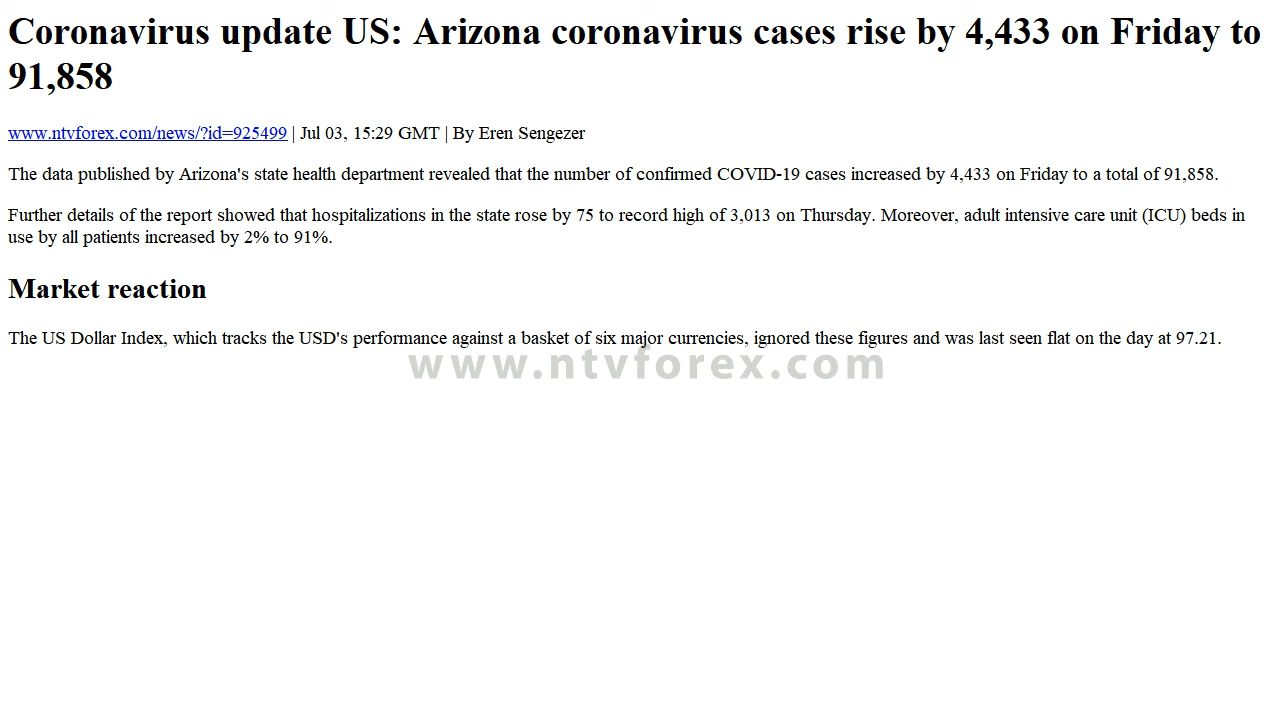 Coronavirus update US: Arizona coronavirus cases rise by 4,433 on Friday to
91,858
www.ntvforex.com/news/?id=925499 | Jul 03, 15:29 GMT | By Eren Sengezer
The data published by Arizona's state health department revealed that the number of confirmed COVID-19 cases increased by 4,433 on Friday to a total of 91,858.
Further details of the report showed that hospitalizations in the state rose by 75 to record high of 3,013 on Thursday. Moreover, adult intensive care unit (ICU) beds in
use by all patients increased by 2% to 91%.
Market reaction
The US Dollar Index, which tracks the USD's performance against a basket of six major currencies, ignored these figures and was last seen flat on the day at 97.21.
www.ntvforex.com